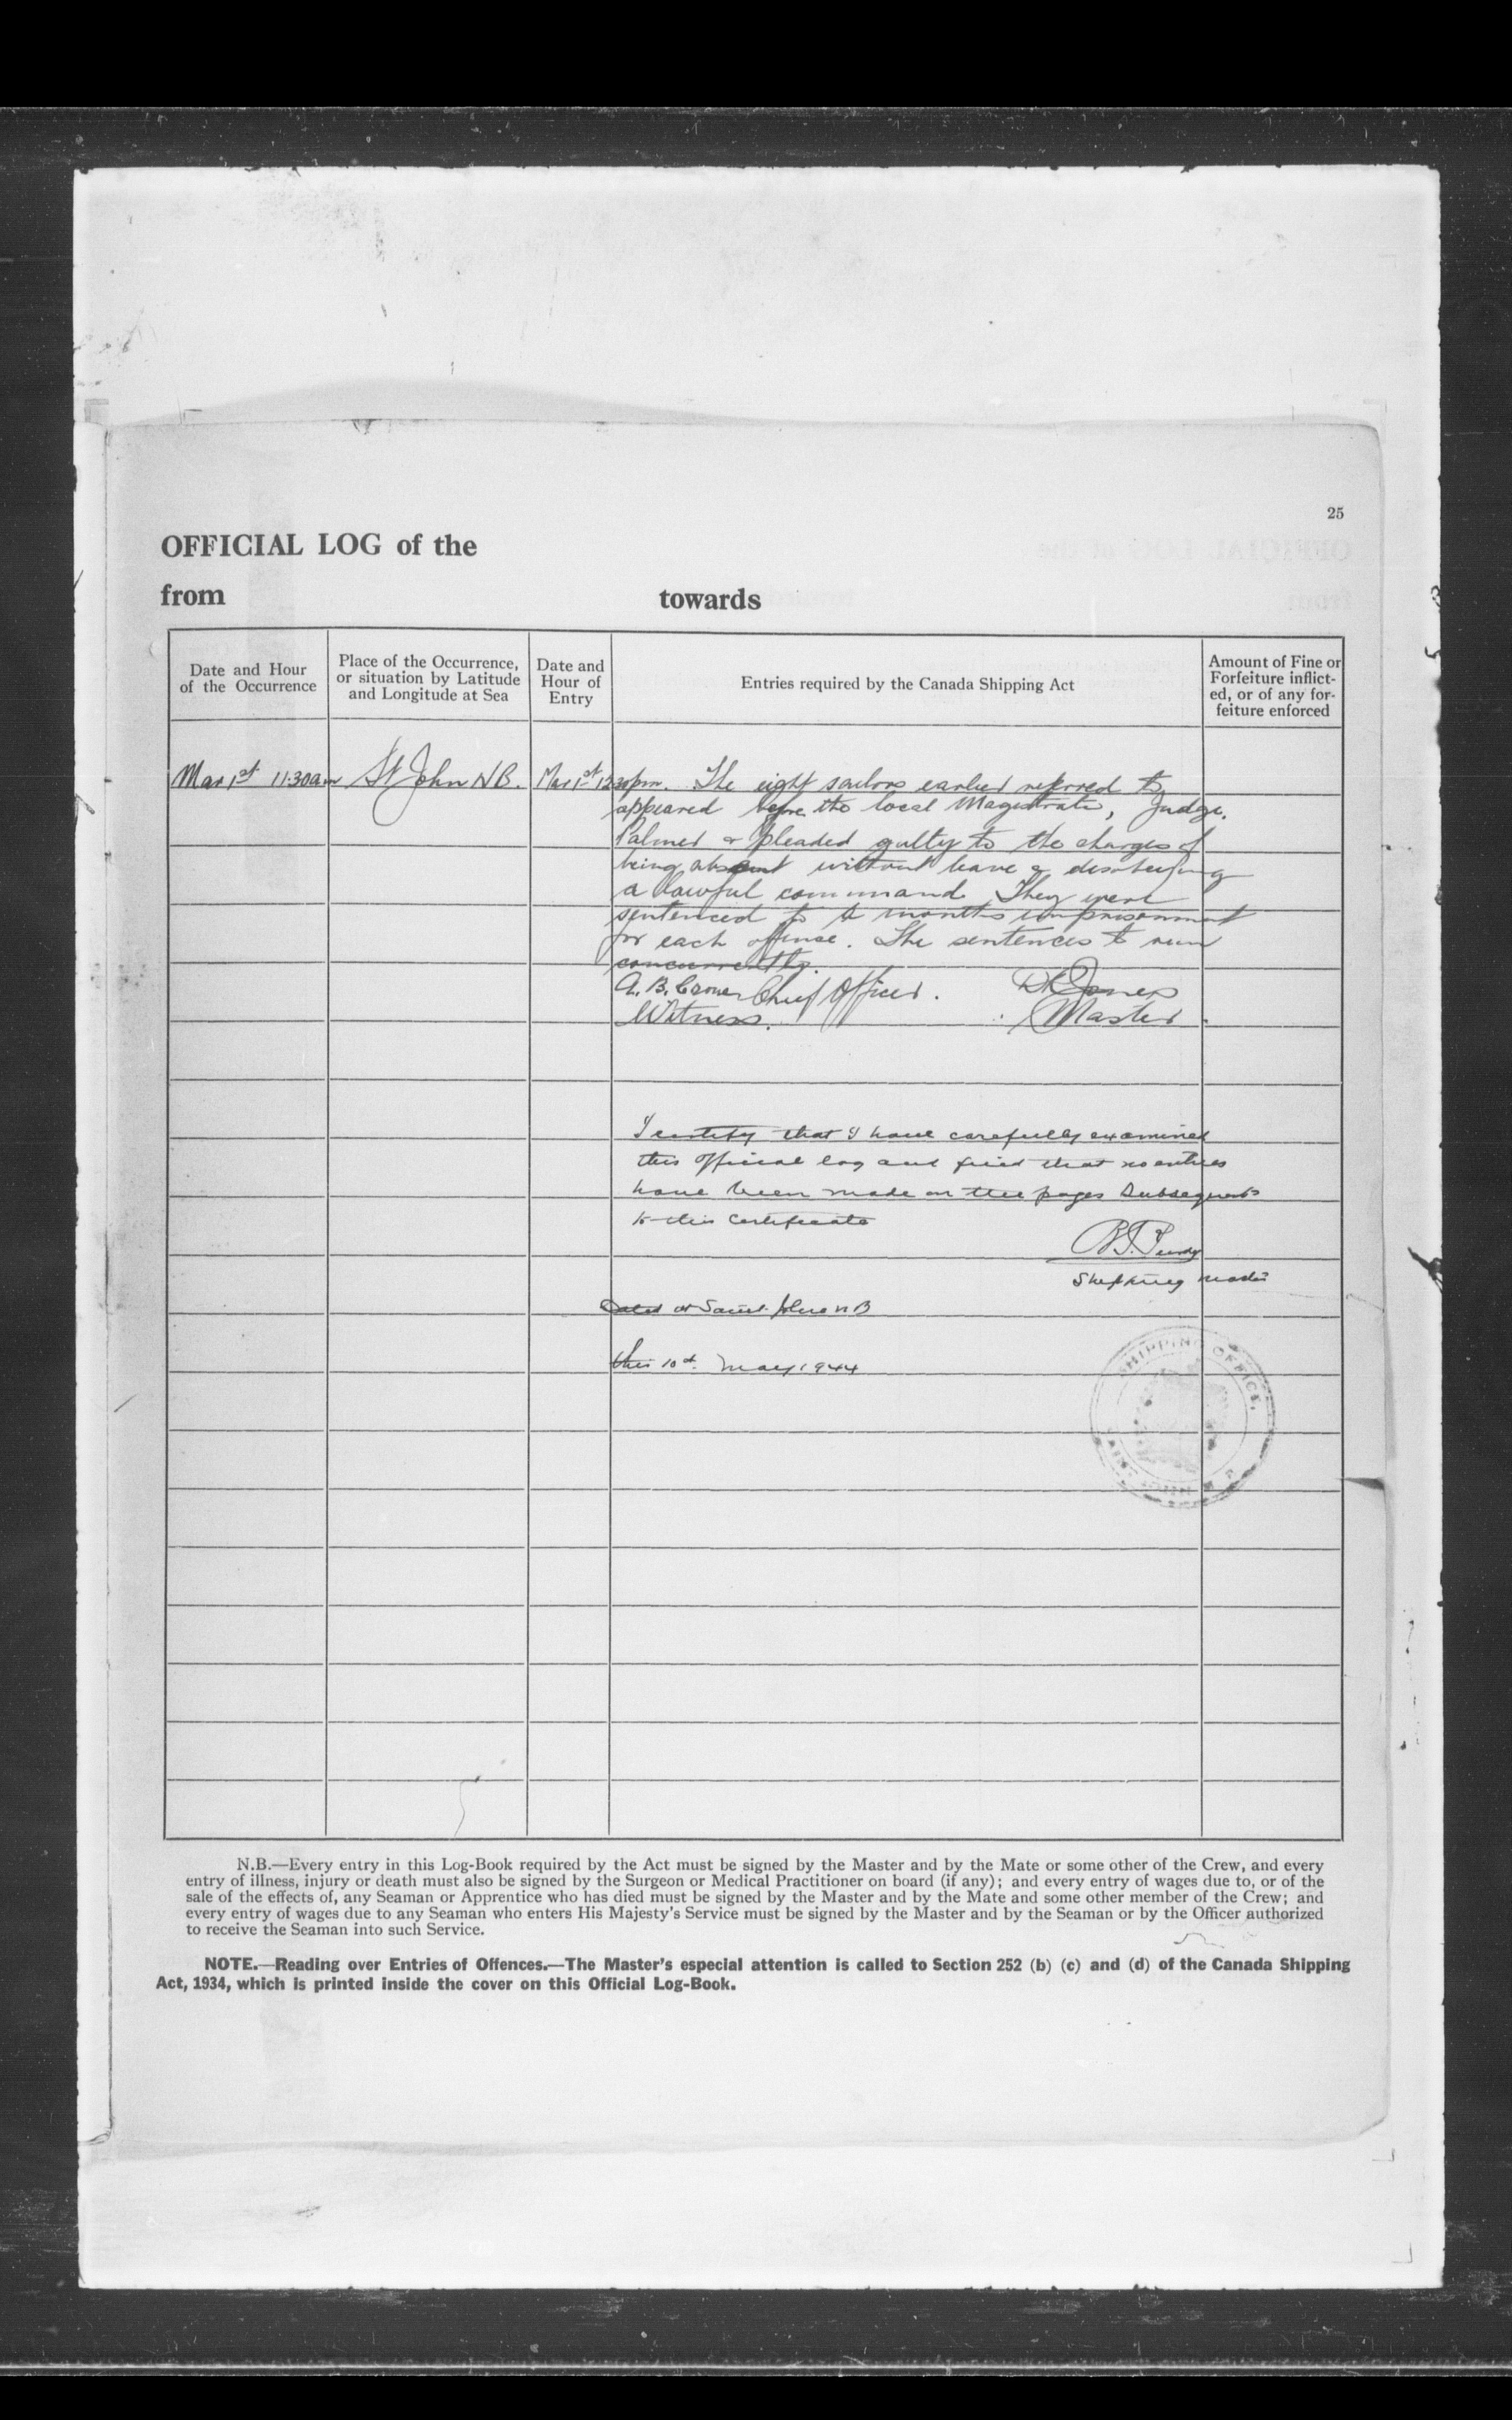 25
OFFICIAL LOG of the
from towards
Date and Hour of the Occurrence
Place of the Occurrence, or situation by Latitude and Longitude at Sea
Date and Hour of Entry
Entries required by the Canada Shipping Act
Amount of Fine or Forfeiture inflict- ed, or of any for- feiture enforced
Mar 1st 11.30am St John N B. Mar 1st 12.30pm. The eight sailors earlier referred to
appeared before the local Magistrate, Judge
Palmer & pleaded guilty to the charges of
being absent without leave & disobeying
a lawful command. They were
sentenced to months imprisonment
for each offence. The sentences to run
concurrently.
A. B. Chief Officer. Jones
Witness. Master.
I certify that I have carefully examined
this official log and find that no entries
have been made on the pages subsequent
to this certificate
Purdy
Shipping Master
Dated at Saint John N B
this 10th May 1944
SHIPPING OFFICE,
SAINT JOHN N. B.
N.B.—Every entry in this Log-Book required by the Act must be signed by the Master and by the Mate or some other of the Crew, and every
entry of illness, injury or death must also be signed by the Surgeon or Medical Practitioner on board (if any); and every entry of wages due to, or of the
sale of the effects of, any Seaman or Apprentice who has died must be signed by the Master and by the Mate and some other member of the Crew; and
every entry of wages due to any Seaman who enters His Majesty's Service must be signed by the Master and by the Seaman or by the Officer authorized
to receive the Seaman into such Service.
NOTE.—Reading over Entries of Offences.—The Master's especial attention is called to Section 252 (b) (c) and (d) of the Canada Shipping
Act, 1934, which is printed inside the cover on this Official Log-Book.